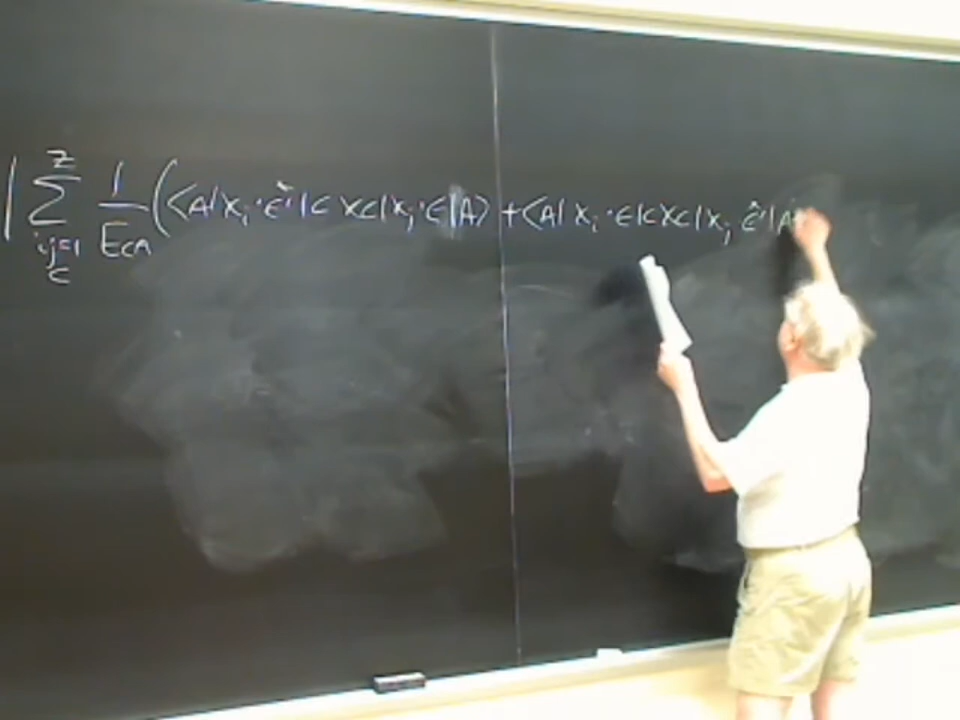 | Z∑i,j=1 C 1/E_CA (<A| x_i · ε̂'* |C><C| x_j · ε |A> + <A| x_i · ε |C><C| x_j ε̂'* |A>